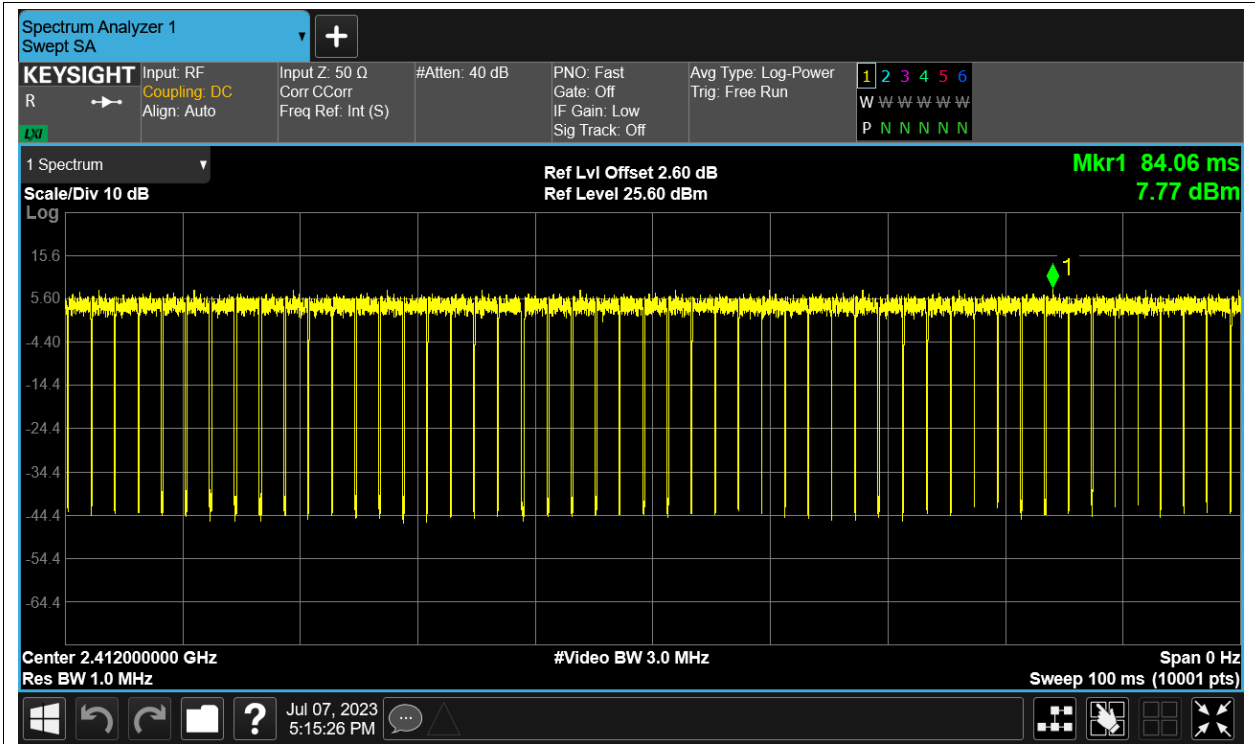 Spectrum Analyzer 1
Swept SA
KEYSIGHT
R
LXI
Input: RF
Coupling: DC
Align: Auto
Input Z: 50 Ω
Corr CCorr
Freq Ref: Int (S)
#Atten: 40 dB
PNO: Fast
Gate: Off
IF Gain: Low
Sig Track: Off
Avg Type: Log-Power
Trig: Free Run
1 2 3 4 5 6
W W W W W W
P N N N N N
1 Spectrum
Scale/Div 10 dB
Log
Ref Lvl Offset 2.60 dB
Ref Level 25.60 dBm
Mkr1 84.06 ms
7.77 dBm
1
15.6
5.60
-4.40
-14.4
-24.4
-34.4
-44.4
-54.4
-64.4
Center 2.412000000 GHz
Res BW 1.0 MHz
#Video BW 3.0 MHz
Span 0 Hz
Sweep 100 ms (10001 pts)
?
Jul 07, 2023
5:15:26 PM